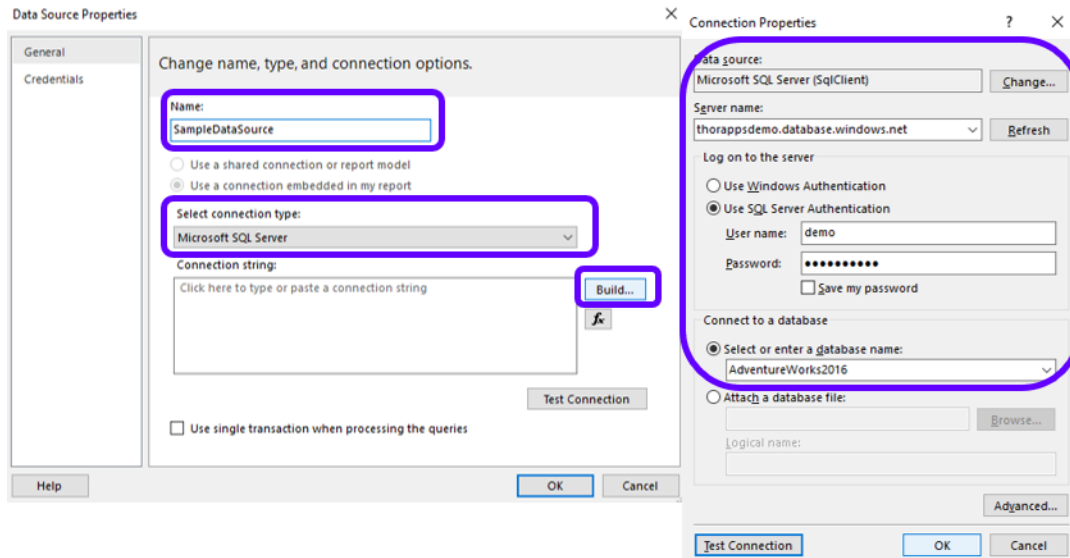 Data Source Properties
General
Credentials
Change name, type, and connection options.
Name:
SampleDataSource
Use a shared connection or report model
Use a connection embedded in my report
Select connection type:
Microsoft SQL Server
Connection string:
Click here to type or paste a connection string
Build...
fx
Test Connection
Use single transaction when processing the queries
Help
OK
Cancel
Connection Properties
?
Data source:
Microsoft SQL Server (SqlClient)
Change...
Server name:
thorappsdemo.database.windows.net
Refresh
Log on to the server
Use Windows Authentication
Use SQL Server Authentication
User name:
demo
Password:
●●●●●●●●●●
Save my password
Connect to a database
Select or enter a database name:
AdventureWorks2016
Attach a database file:
Browse...
Logical name:
Advanced...
Test Connection
OK
Cancel